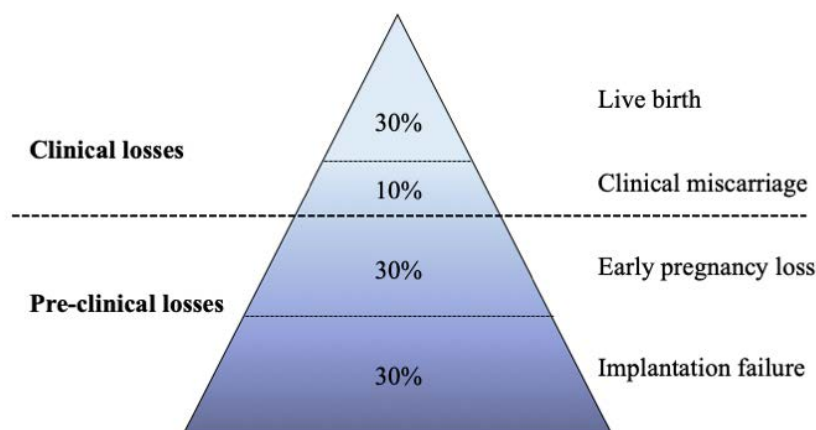 Live birth
30%
Clinical losses
10%
Clinical miscarriage
30%
Early pregnancy loss
Pre-clinical losses
30%
Implantation failure